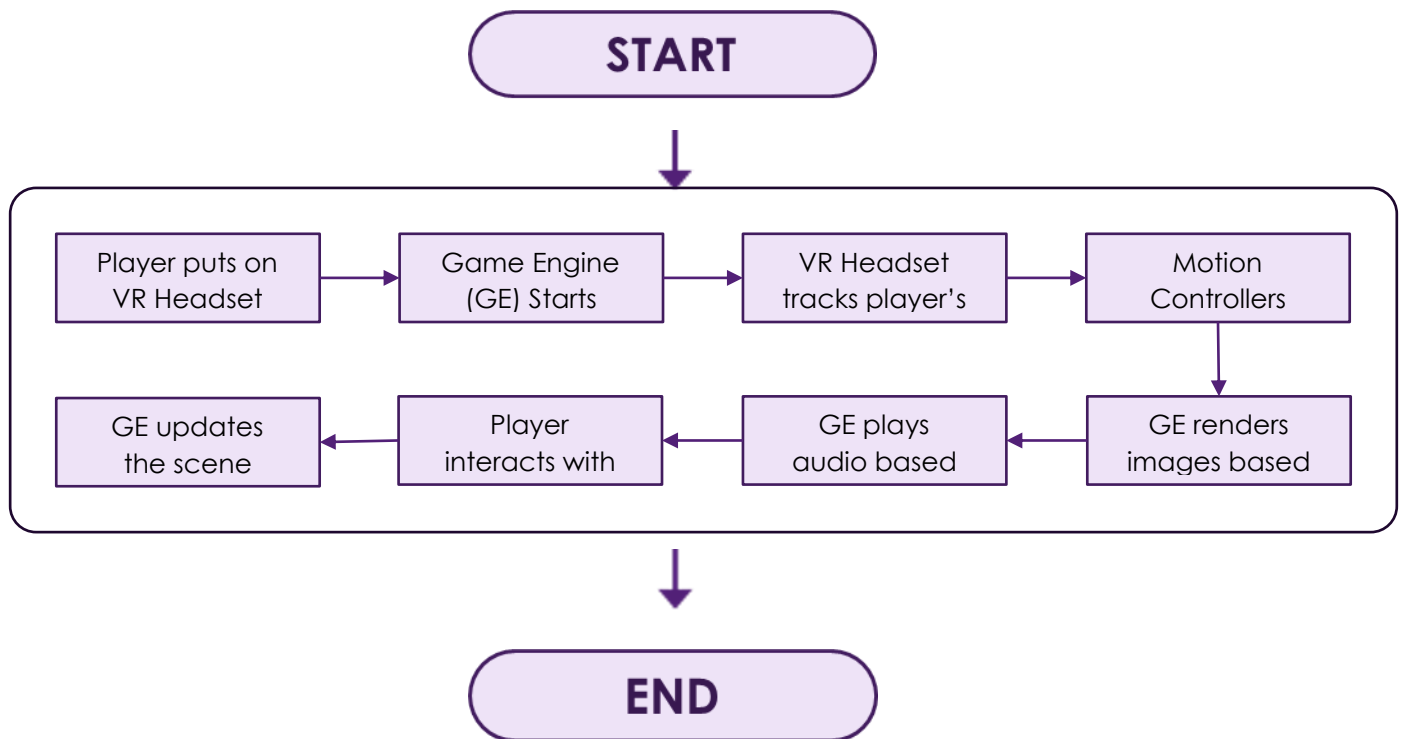 START
Player puts on
VR Headset
Game Engine
(GE) Starts
VR Headset
tracks player’s
Motion
Controllers
GE renders
images based
GE plays
audio based
Player
interacts with
GE updates
the scene
END